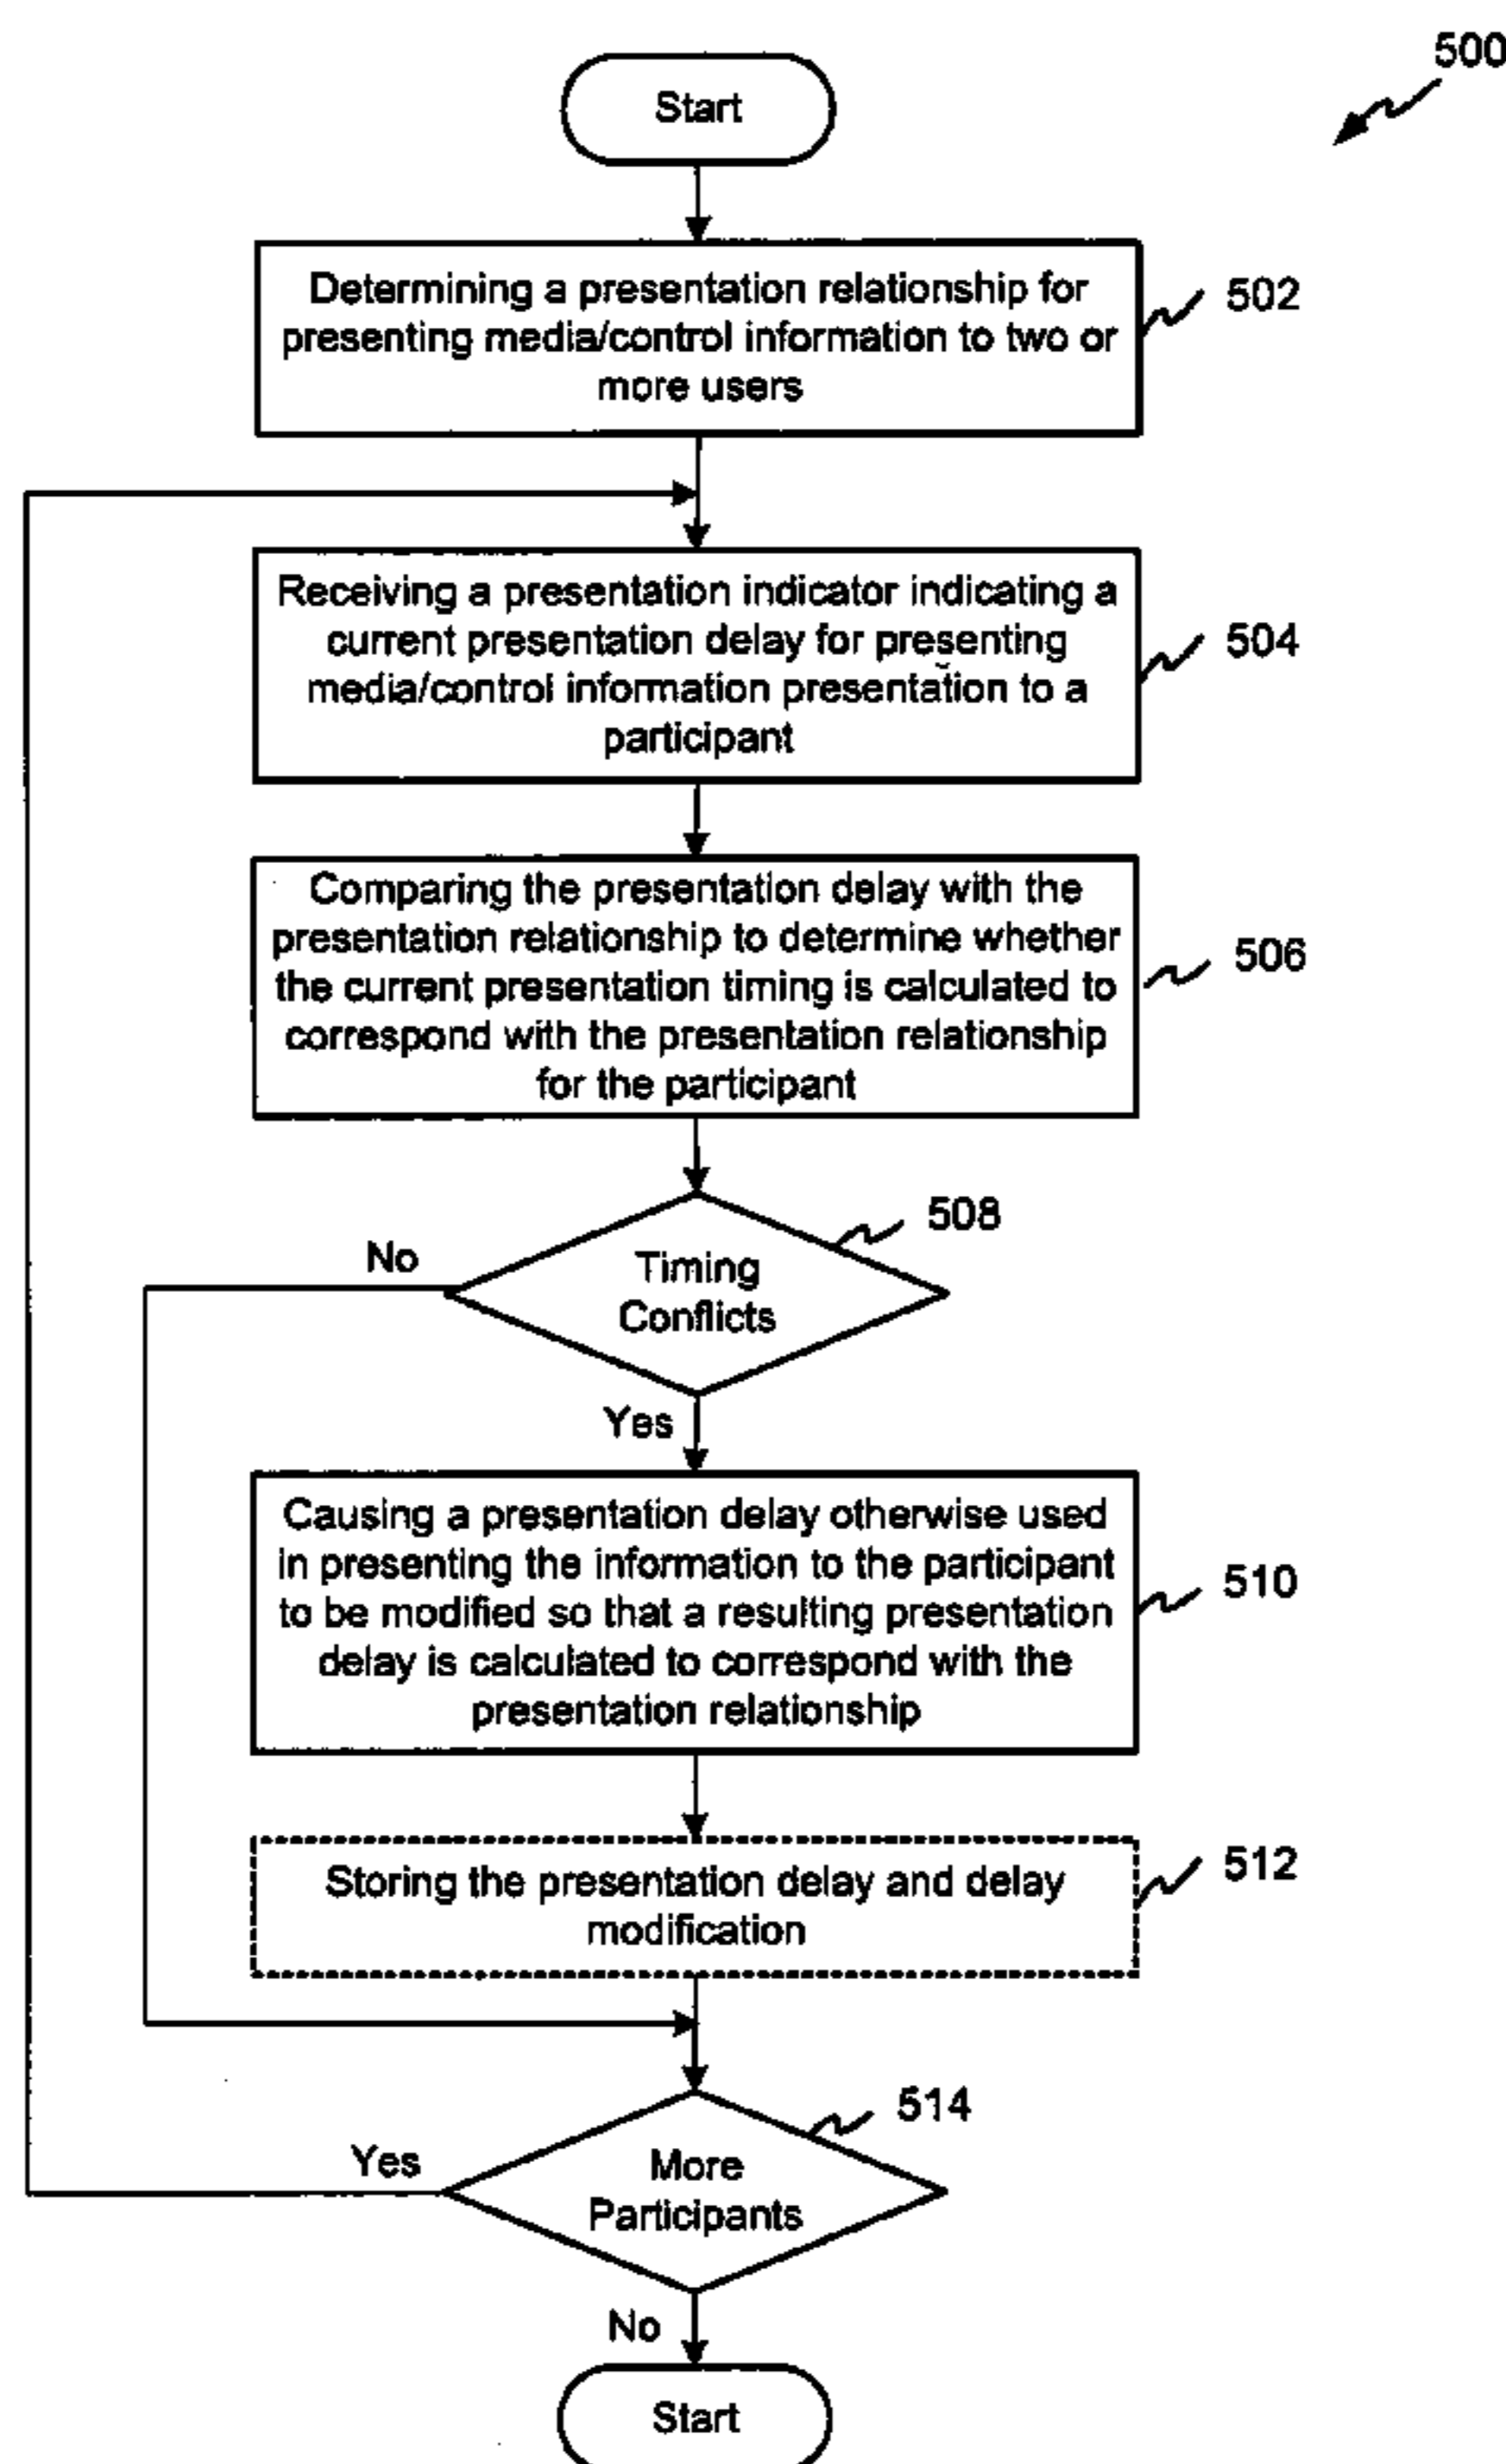 500
Start
Determining a presentation relationship for
presenting media/control information to two or
more users
502
Receiving a presentation indicator indicating a
current presentation delay for presenting
media/control information presentation to a
participant
504
Comparing the presentation delay with the
presentation relationship to determine whether
the current presentation timing is calculated to
correspond with the presentation relationship
for the participant
506
508
No
Timing
Conflicts
Yes
Causing a presentation delay otherwise used
in presenting the information to the participant
to be modified so that a resulting presentation
delay is calculated to correspond with the
presentation relationship
510
Storing the presentation delay and delay
modification
512
514
Yes
More
Participants
No
Start